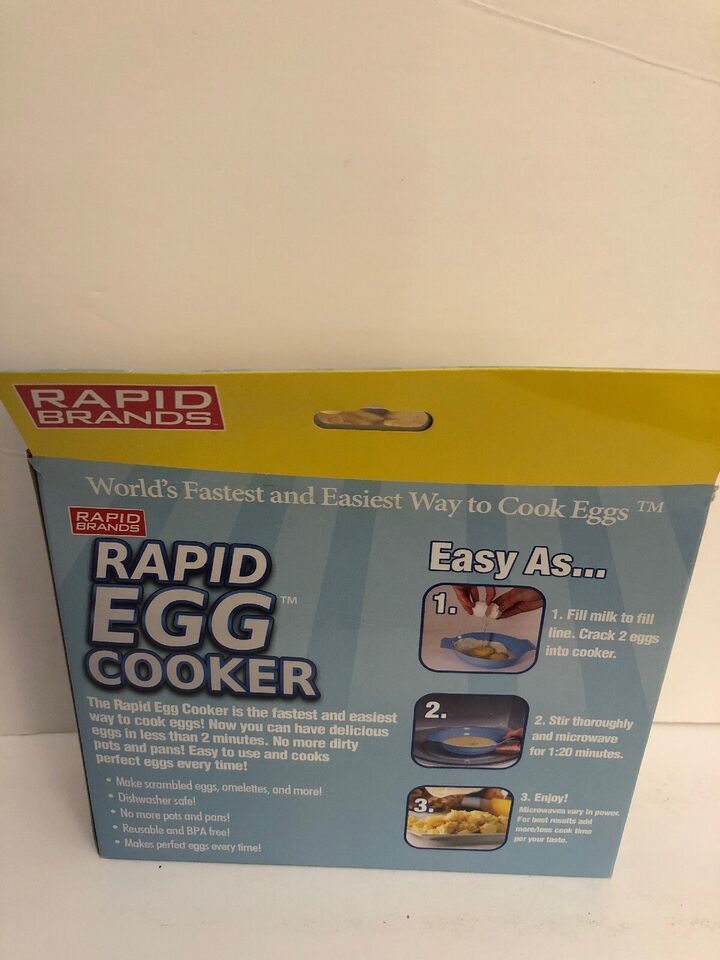 RAPID
BRANDS
World's Fastest and Easiest Way to Cook Eggs ™
RAPID
BRANDS
RAPID
EGG™
COOKER
The Rapid Egg Cooker is the fastest and easiest
way to cook eggs! Now you can have delicious
eggs in less than 2 minutes. No more dirty
pots and pans! Easy to use and cooks
perfect eggs every time!
• Make scrambled eggs, omelettes, and more!
• Dishwasher safe!
• No more pots and pans!
• Reusable and BPA free!
• Makes perfect eggs every time!
Easy As...
1.
1. Fill milk to fill
line. Crack 2 eggs
into cooker.
2.
2. Stir thoroughly
and microwave
for 1:20 minutes.
3.
3. Enjoy!
Microwaves vary in power.
For best results add
more/less cook time
per your taste.